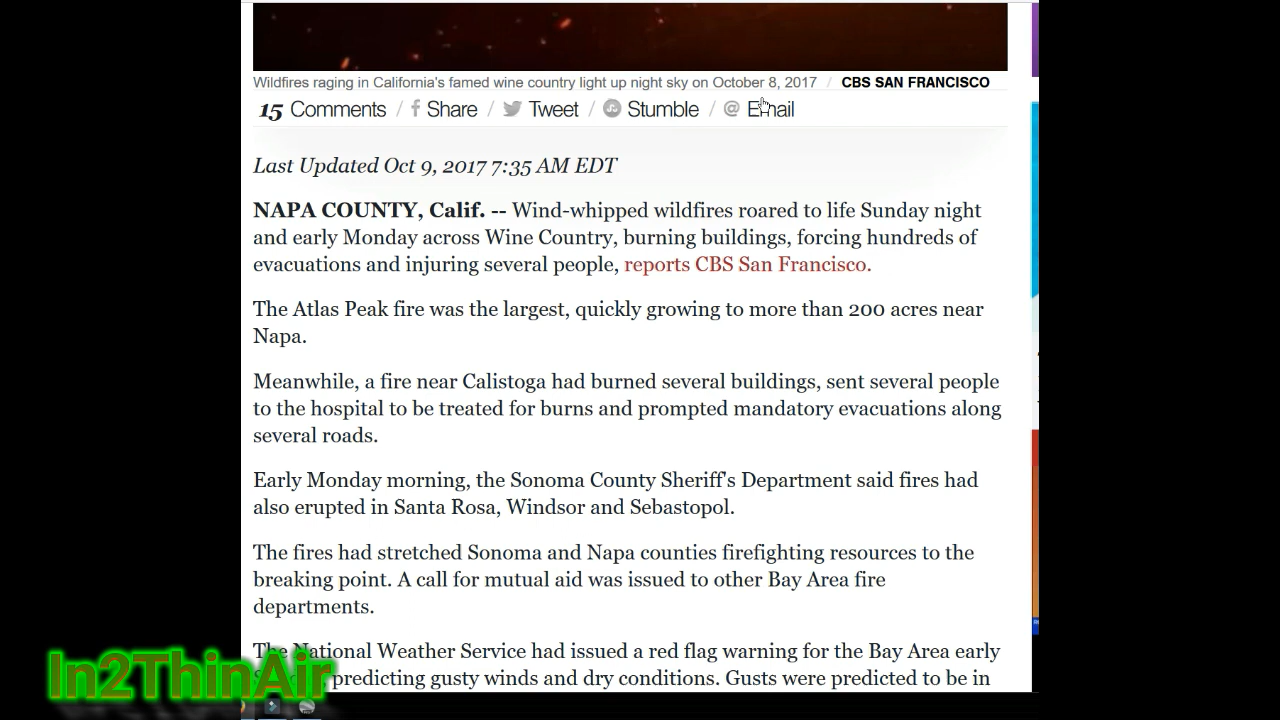 Wildfires raging in California's famed wine country light up night sky on October 8, 2017 / CBS SAN FRANCISCO
15 Comments / f Share / Tweet / Stumble / @ Email
Last Updated Oct 9, 2017 7:35 AM EDT
NAPA COUNTY, Calif. -- Wind-whipped wildfires roared to life Sunday night
and early Monday across Wine Country, burning buildings, forcing hundreds of
evacuations and injuring several people, reports CBS San Francisco.
The Atlas Peak fire was the largest, quickly growing to more than 200 acres near
Napa.
Meanwhile, a fire near Calistoga had burned several buildings, sent several people
to the hospital to be treated for burns and prompted mandatory evacuations along
several roads.
Early Monday morning, the Sonoma County Sheriff's Department said fires had
also erupted in Santa Rosa, Windsor and Sebastopol.
The fires had stretched Sonoma and Napa counties firefighting resources to the
breaking point. A call for mutual aid was issued to other Bay Area fire
departments.
The National Weather Service had issued a red flag warning for the Bay Area early
predicting gusty winds and dry conditions. Gusts were predicted to be in
In2ThinAir